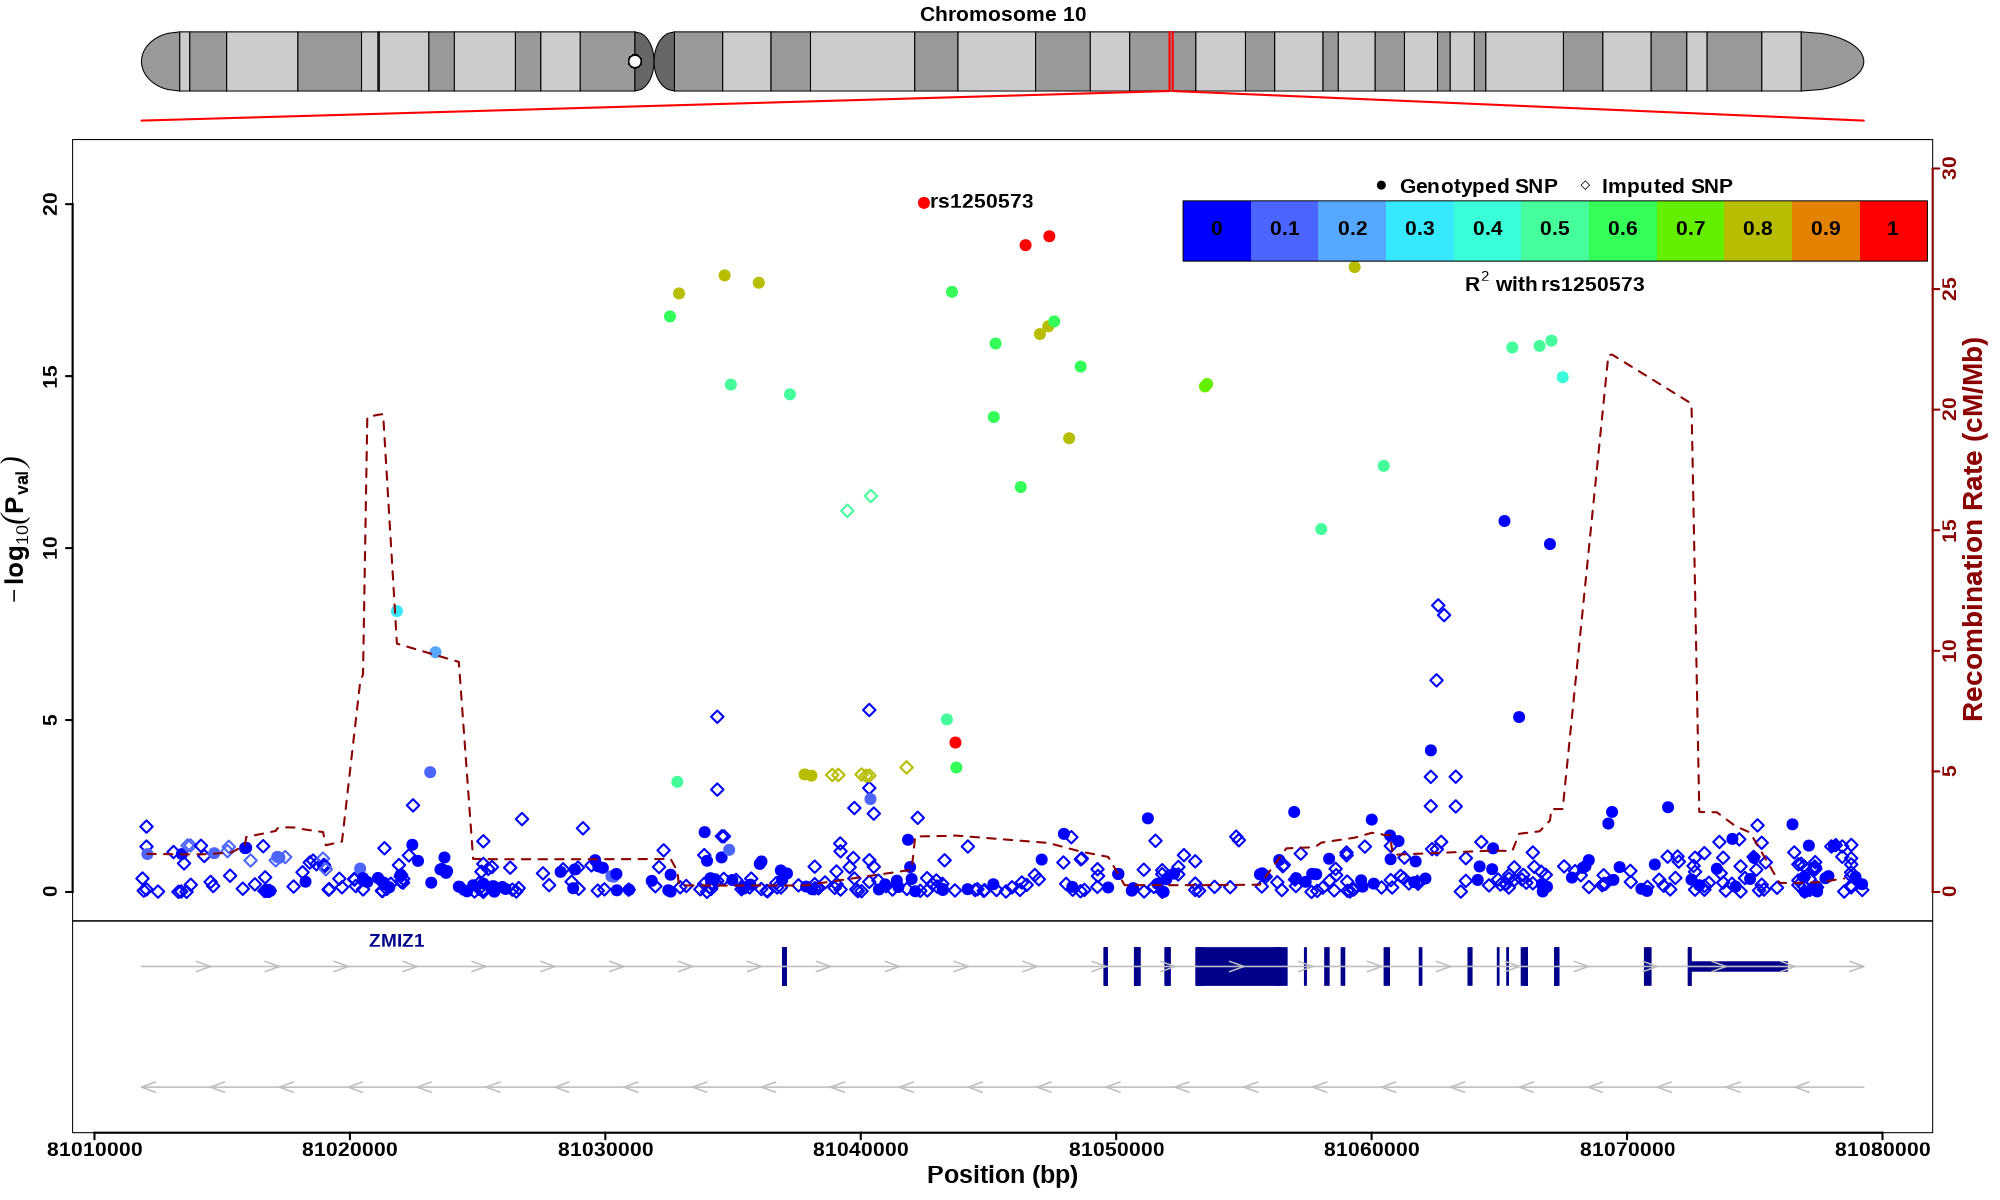 Chromosome 10
rs1250573
Genotyped SNP
Imputed SNP
0 0.1 0.2 0.3 0.4 0.5 0.6 0.7 0.8 0.9 1
R² with rs1250573
−log₁₀(Pval)
20
15
10
5
0
Recombination Rate (cM/Mb)
30
25
20
15
10
5
0
ZMIZ1
81010000 81020000 81030000 81040000 81050000 81060000 81070000 81080000
Position (bp)